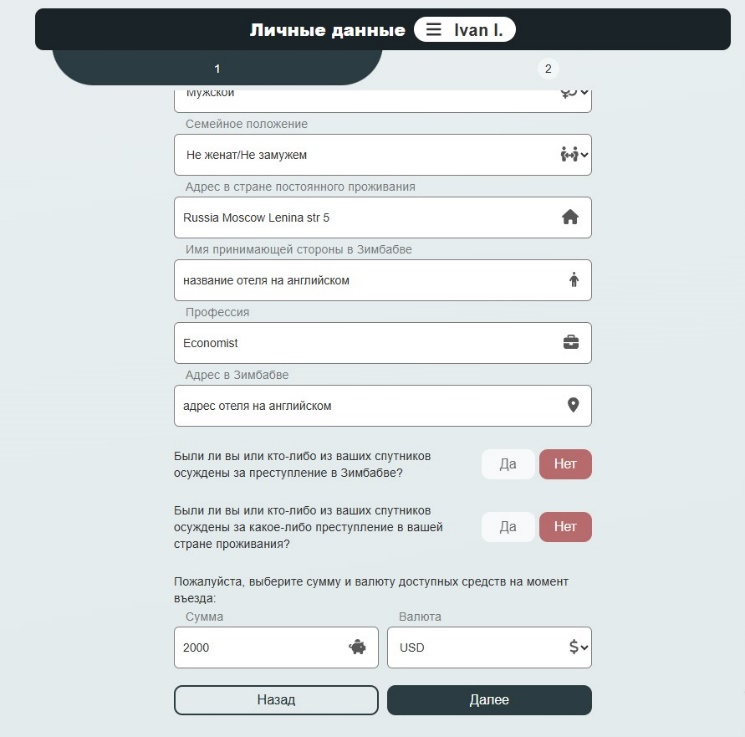 Личные данные Ivan I.
1 2
Мужской
Семейное положение
Не женат/Не замужем
Адрес в стране постоянного проживания
Russia Moscow Lenina str 5
Имя принимающей стороны в Зимбабве
название отеля на английском
Профессия
Economist
Адрес в Зимбабве
адрес отеля на английском
Были ли вы или кто-либо из ваших спутников
осуждены за преступление в Зимбабве?
Да Нет
Были ли вы или кто-либо из ваших спутников
осуждены за какое-либо преступление в вашей
стране проживания?
Да Нет
Пожалуйста, выберите сумму и валюту доступных средств на момент
въезда:
Сумма Валюта
2000 USD
Назад Далее